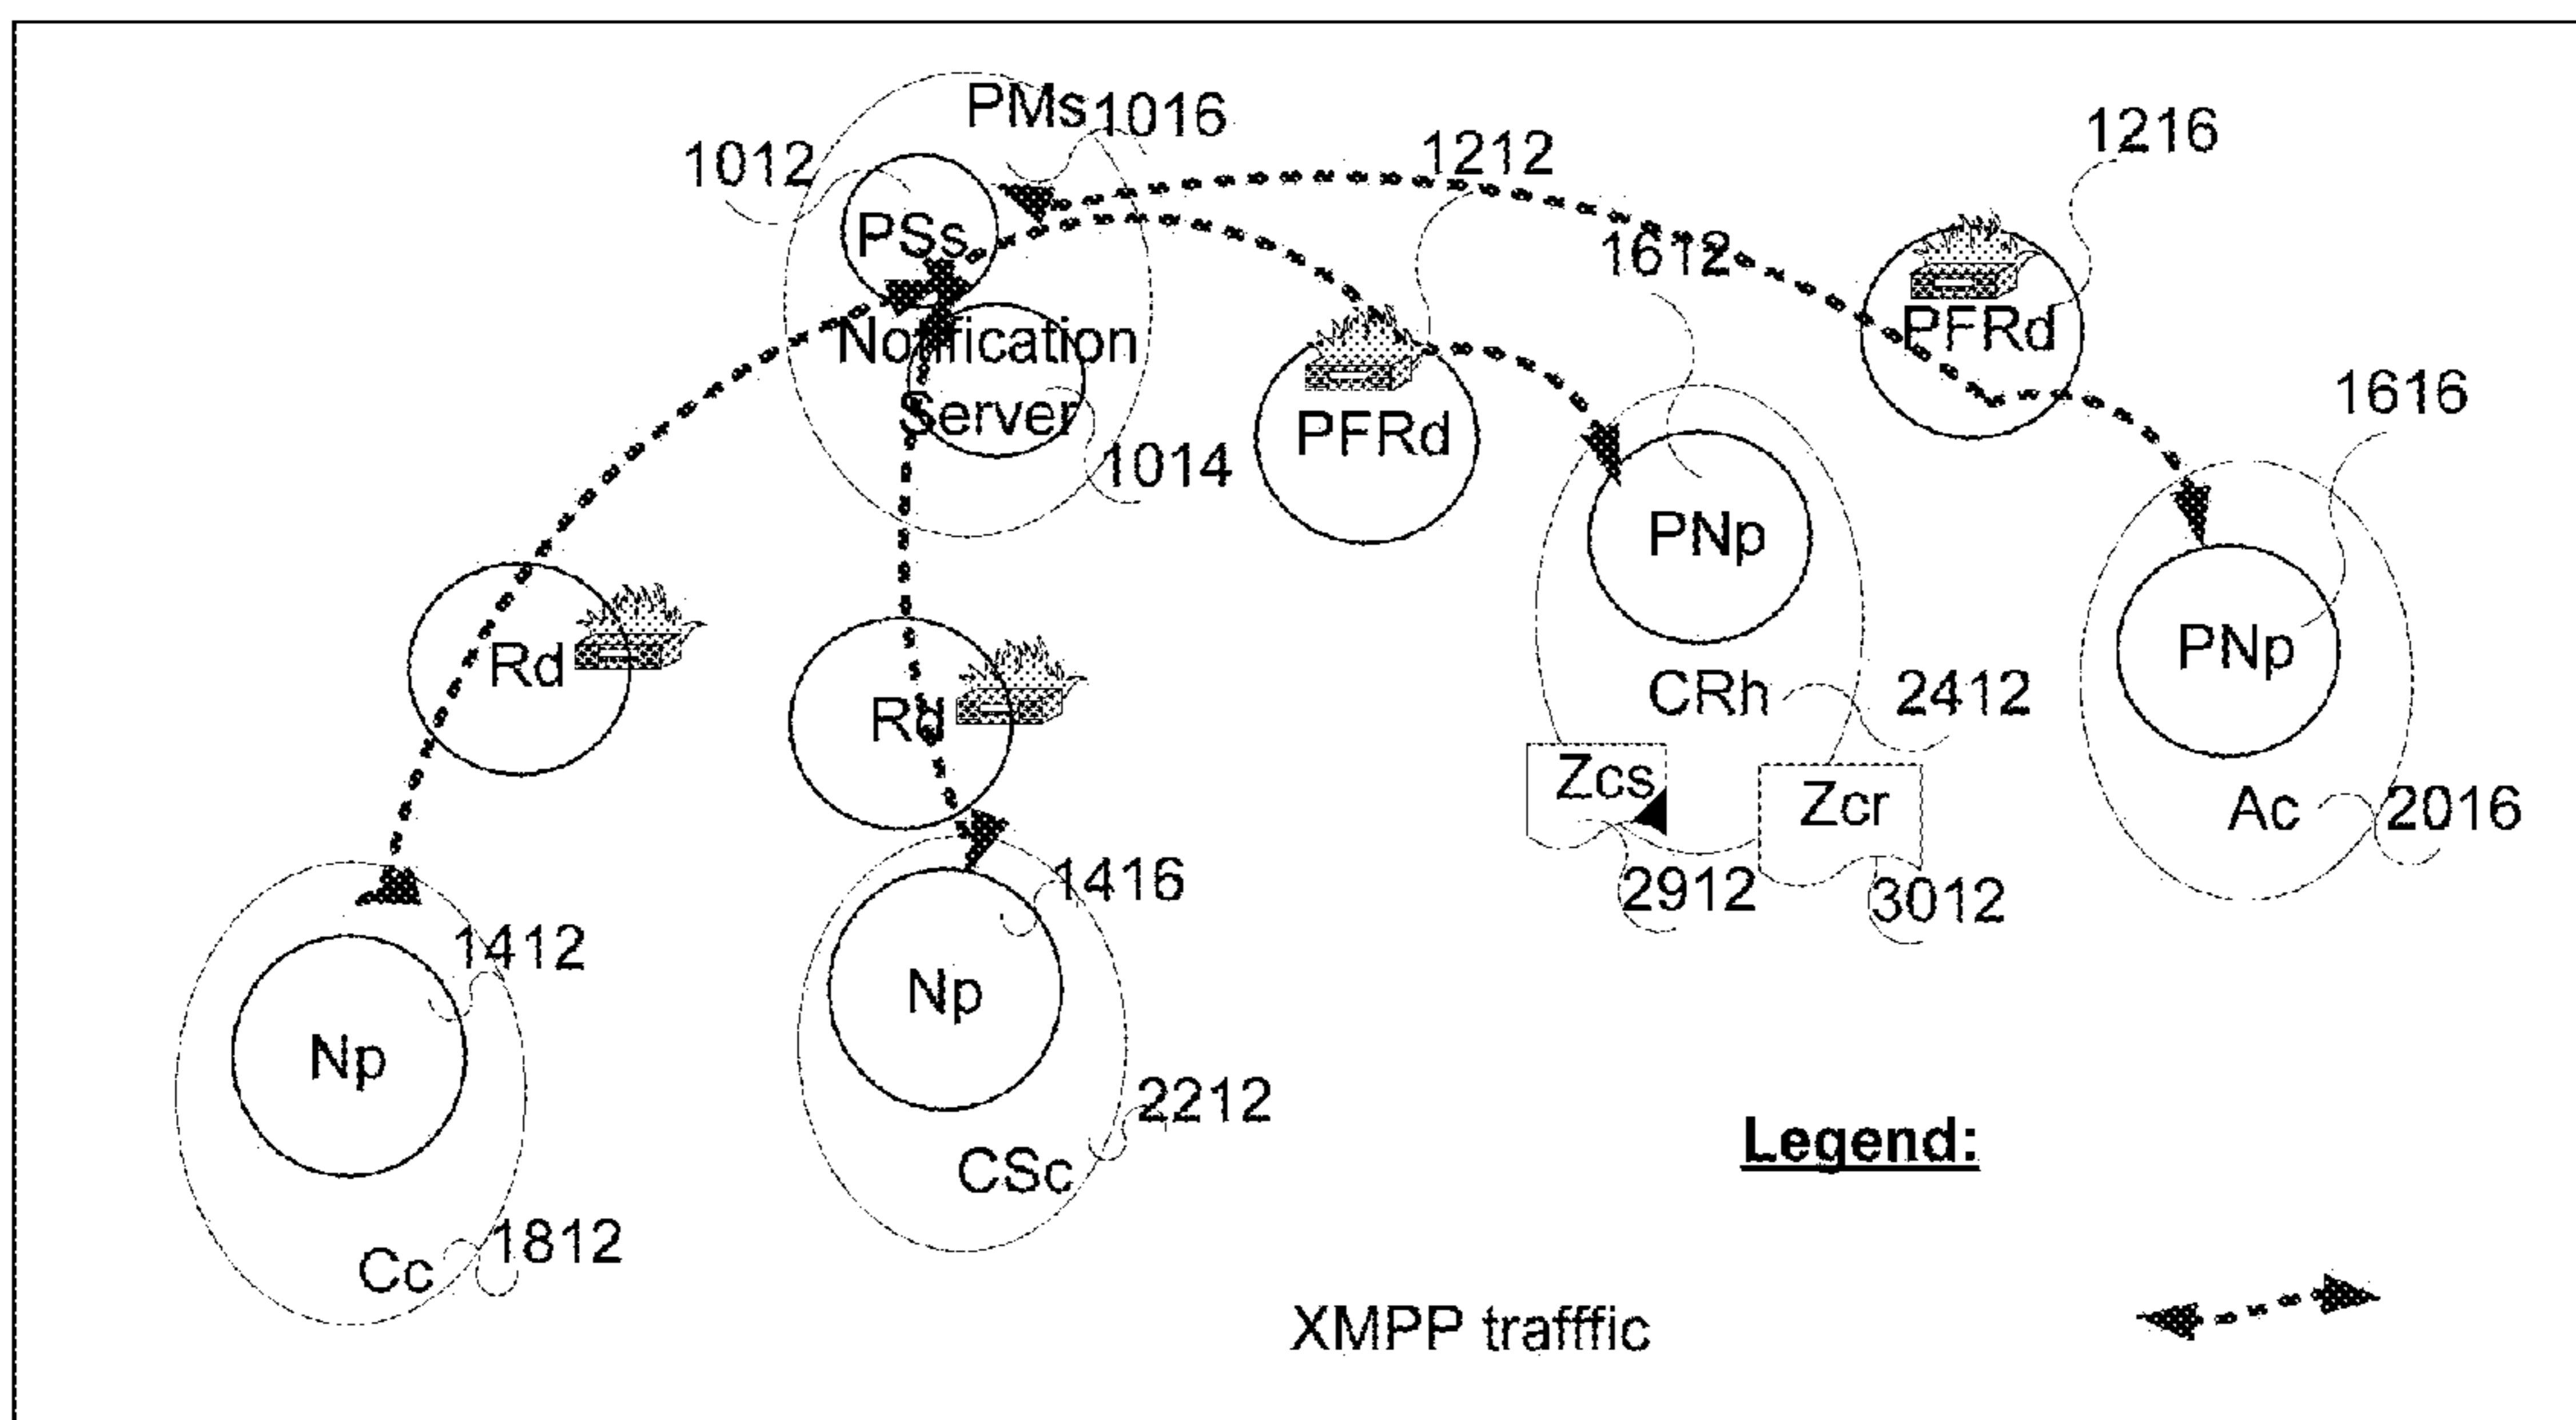 PMs 1016
1012
PSs
1212
1216
1612
Notification
Server
1014
PFRd
PFRd
1616
PNp
PNp
Rd
Rd
CRh
2412
Zcs
Zcr
Ac
2016
2912
3012
1416
1412
Np
Np
2212
CSc
Legend:
Cc
1812
XMPP trafffic